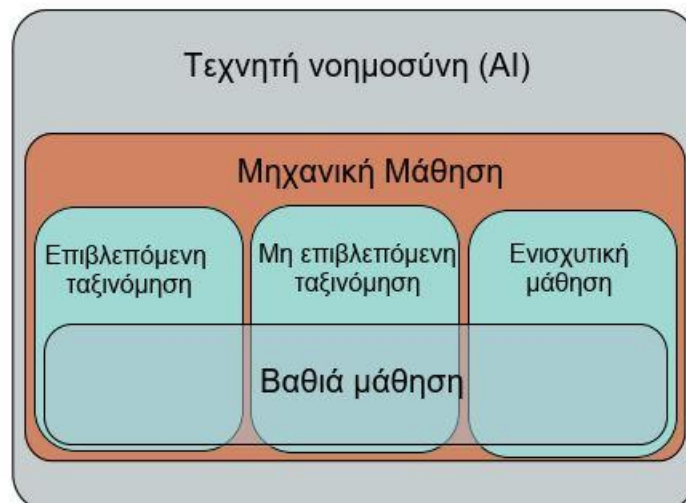 Τεχνητή νοημοσύνη (AI)
Μηχανική Μάθηση
Επιβλεπόμενη
ταξινόμηση
Μη επιβλεπόμενη
ταξινόμηση
Ενισχυτική
μάθηση
Βαθιά μάθηση